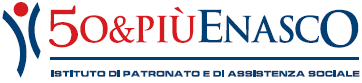 50&PIÙENASCO
ISTITUTO DI PATRONATO E DI ASSISTENZA SOCIALE